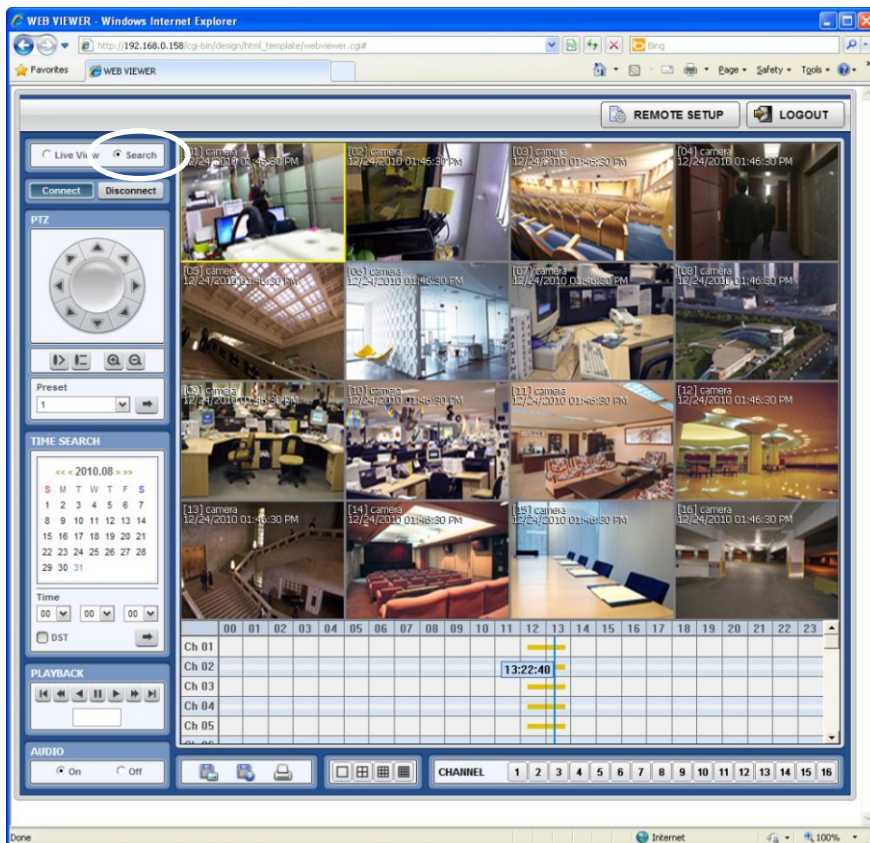 WEB VIEWER - Windows Internet Explorer
http://192.168.0.158/cgi-bin/design/html_template/webviewer.cgi#
Bing
Favorites
WEB VIEWER
Page
Safety
Tools
REMOTE SETUP
LOGOUT
Live View
Search
Connect
Disconnect
PTZ
Preset
1
TIME SEARCH
<< < 2010.08 > >>
S M T W T F S
1 2 3 4 5 6 7
8 9 10 11 12 13 14
15 16 17 18 19 20 21
22 23 24 25 26 27 28
29 30 31
Time
00 00 00
DST
PLAYBACK
AUDIO
On Off
[01] camera
12/24/2010 01:46:30 PM
[02] camera
12/24/2010 01:46:30 PM
[03] camera
12/24/2010 01:46:30 PM
[04] camera
12/24/2010 01:46:30 PM
[05] camera
12/24/2010 01:46:30 PM
[06] camera
12/24/2010 01:46:30 PM
[07] camera
12/24/2010 01:46:30 PM
[08] camera
12/24/2010 01:46:30 PM
[09] camera
12/24/2010 01:46:30 PM
[10] camera
12/24/2010 01:46:30 PM
[11] camera
12/24/2010 01:46:30 PM
[12] camera
12/24/2010 01:46:30 PM
[13] camera
12/24/2010 01:46:30 PM
[14] camera
12/24/2010 01:46:30 PM
[15] camera
12/24/2010 01:46:30 PM
[16] camera
12/24/2010 01:46:30 PM
00 01 02 03 04 05 06 07 08 09 10 11 12 13 14 15 16 17 18 19 20 21 22 23
Ch 01
Ch 02
13:22:40
Ch 03
Ch 04
Ch 05
CHANNEL 1 2 3 4 5 6 7 8 9 10 11 12 13 14 15 16
Done
Internet
100%